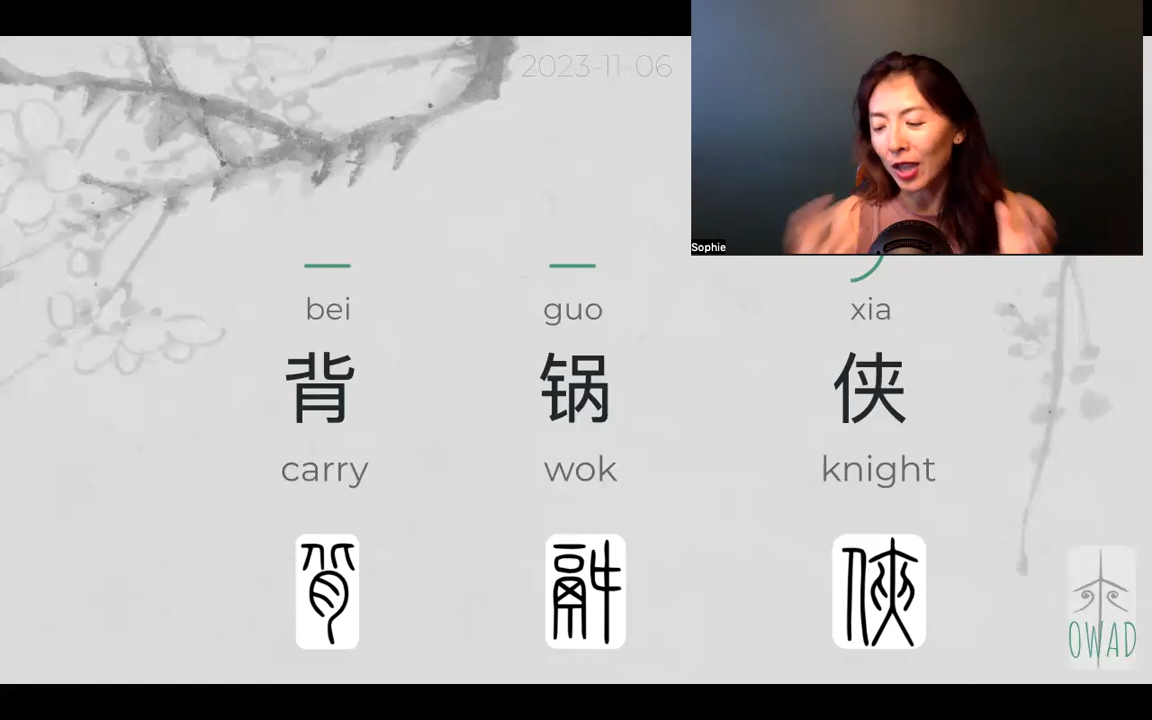 2023-11-06
Sophie
bei guo xia
背 锅 侠
carry wok knight
OWAD